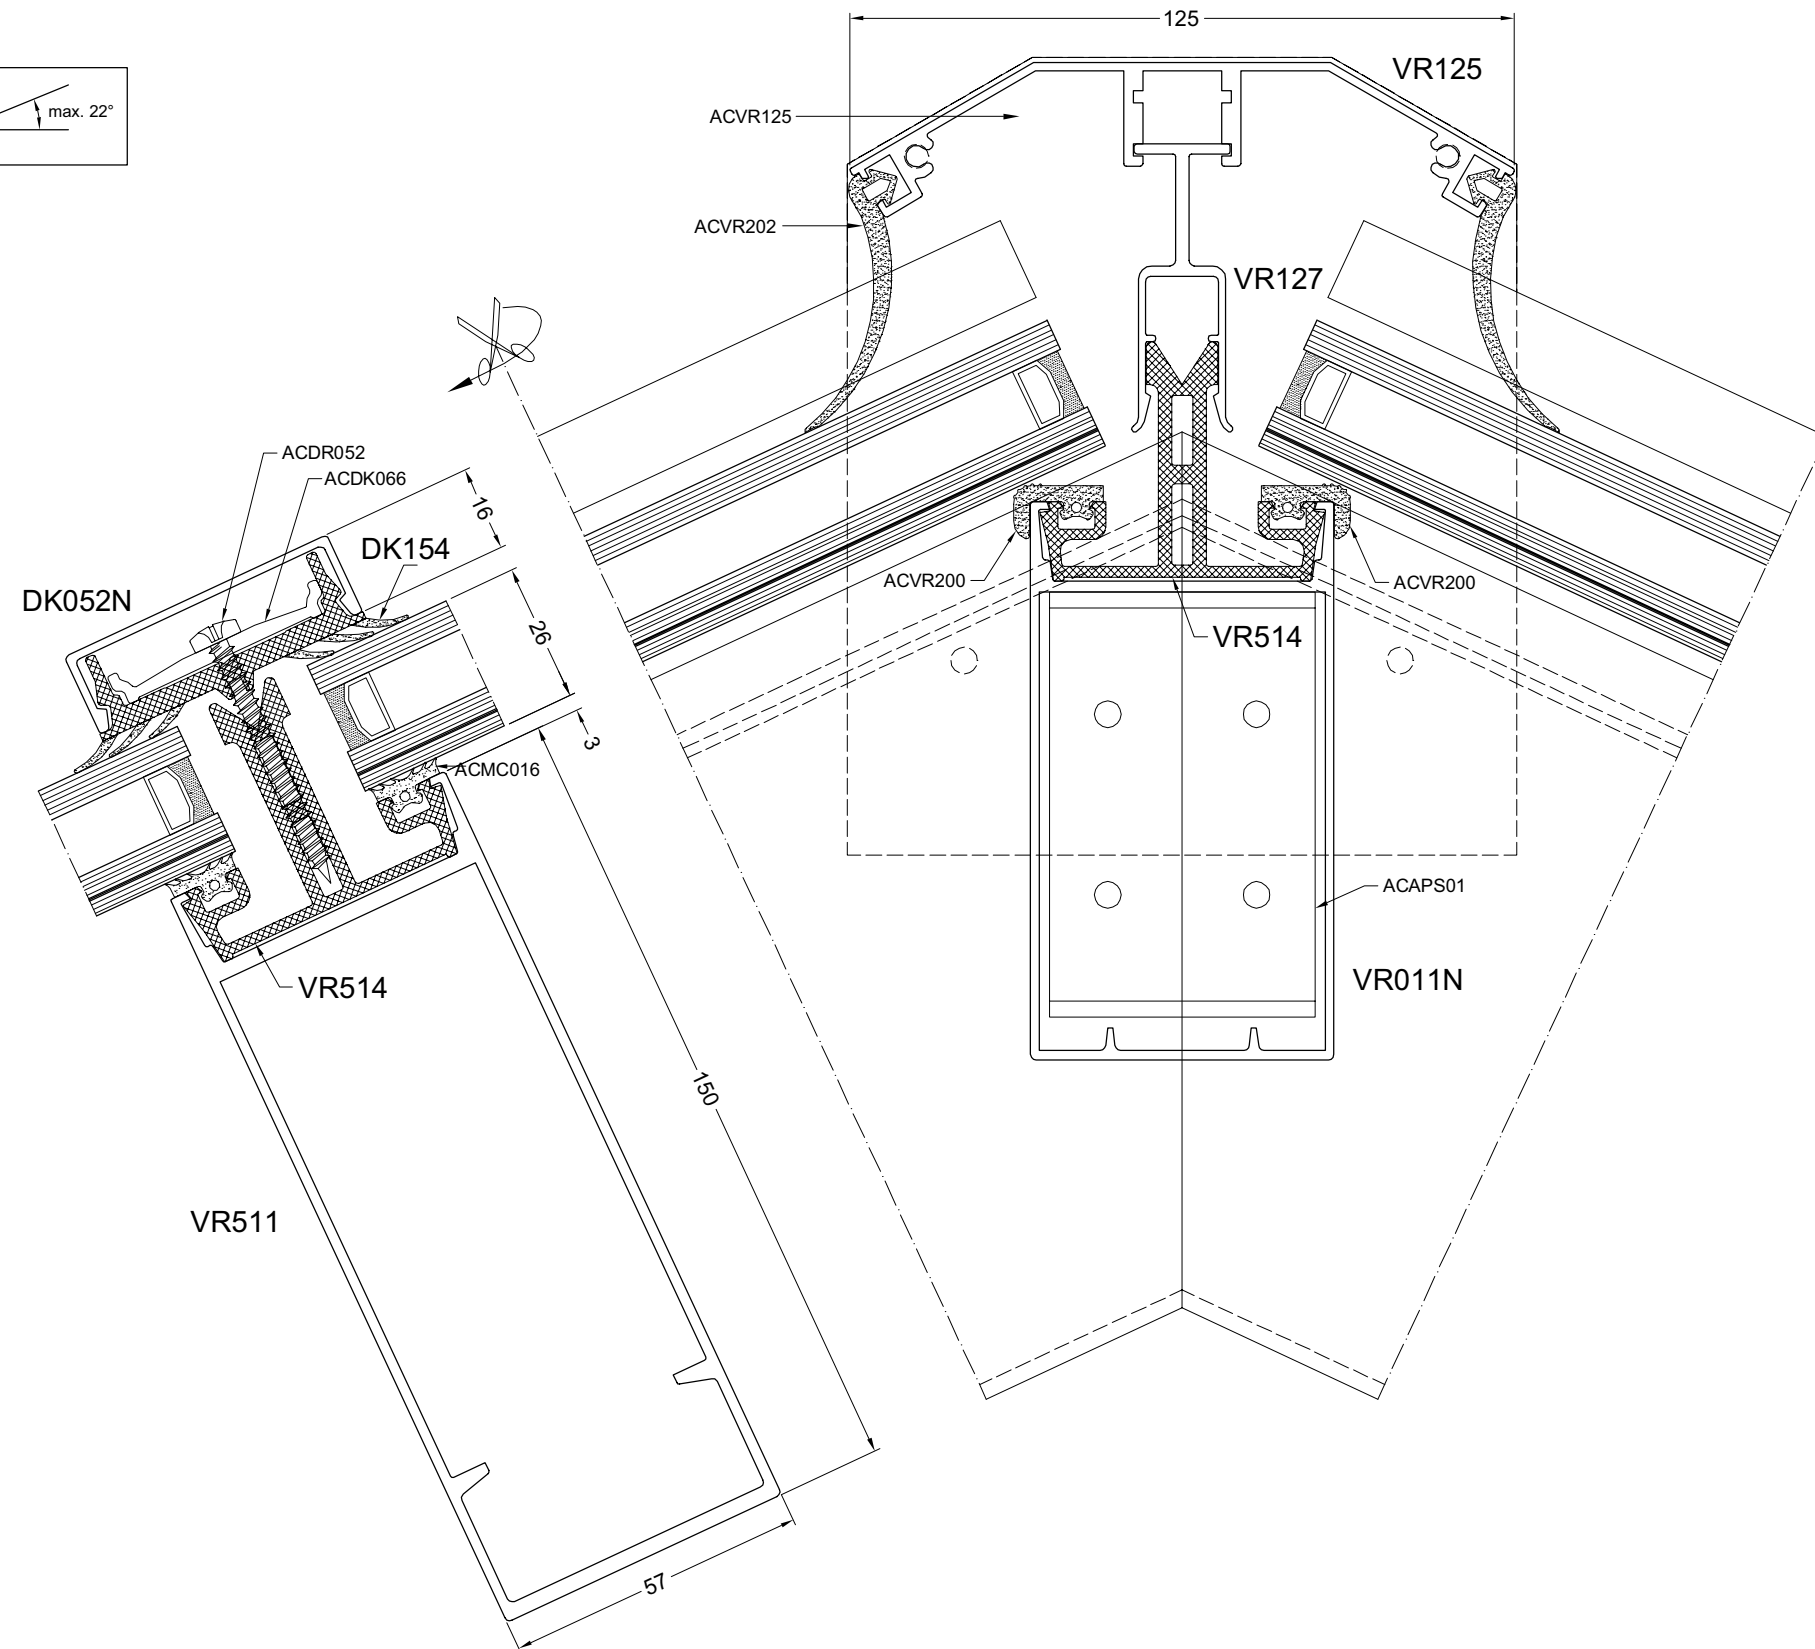 125
VR125
max. 22°
ACVR125
ACVR202
VR127
ACDR052
ACDK066
16
DK154
DK052N
26
ACVR200
ACVR200
VR514
3
ACMC016
ACAPS01
VR514
VR011N
150
VR511
57